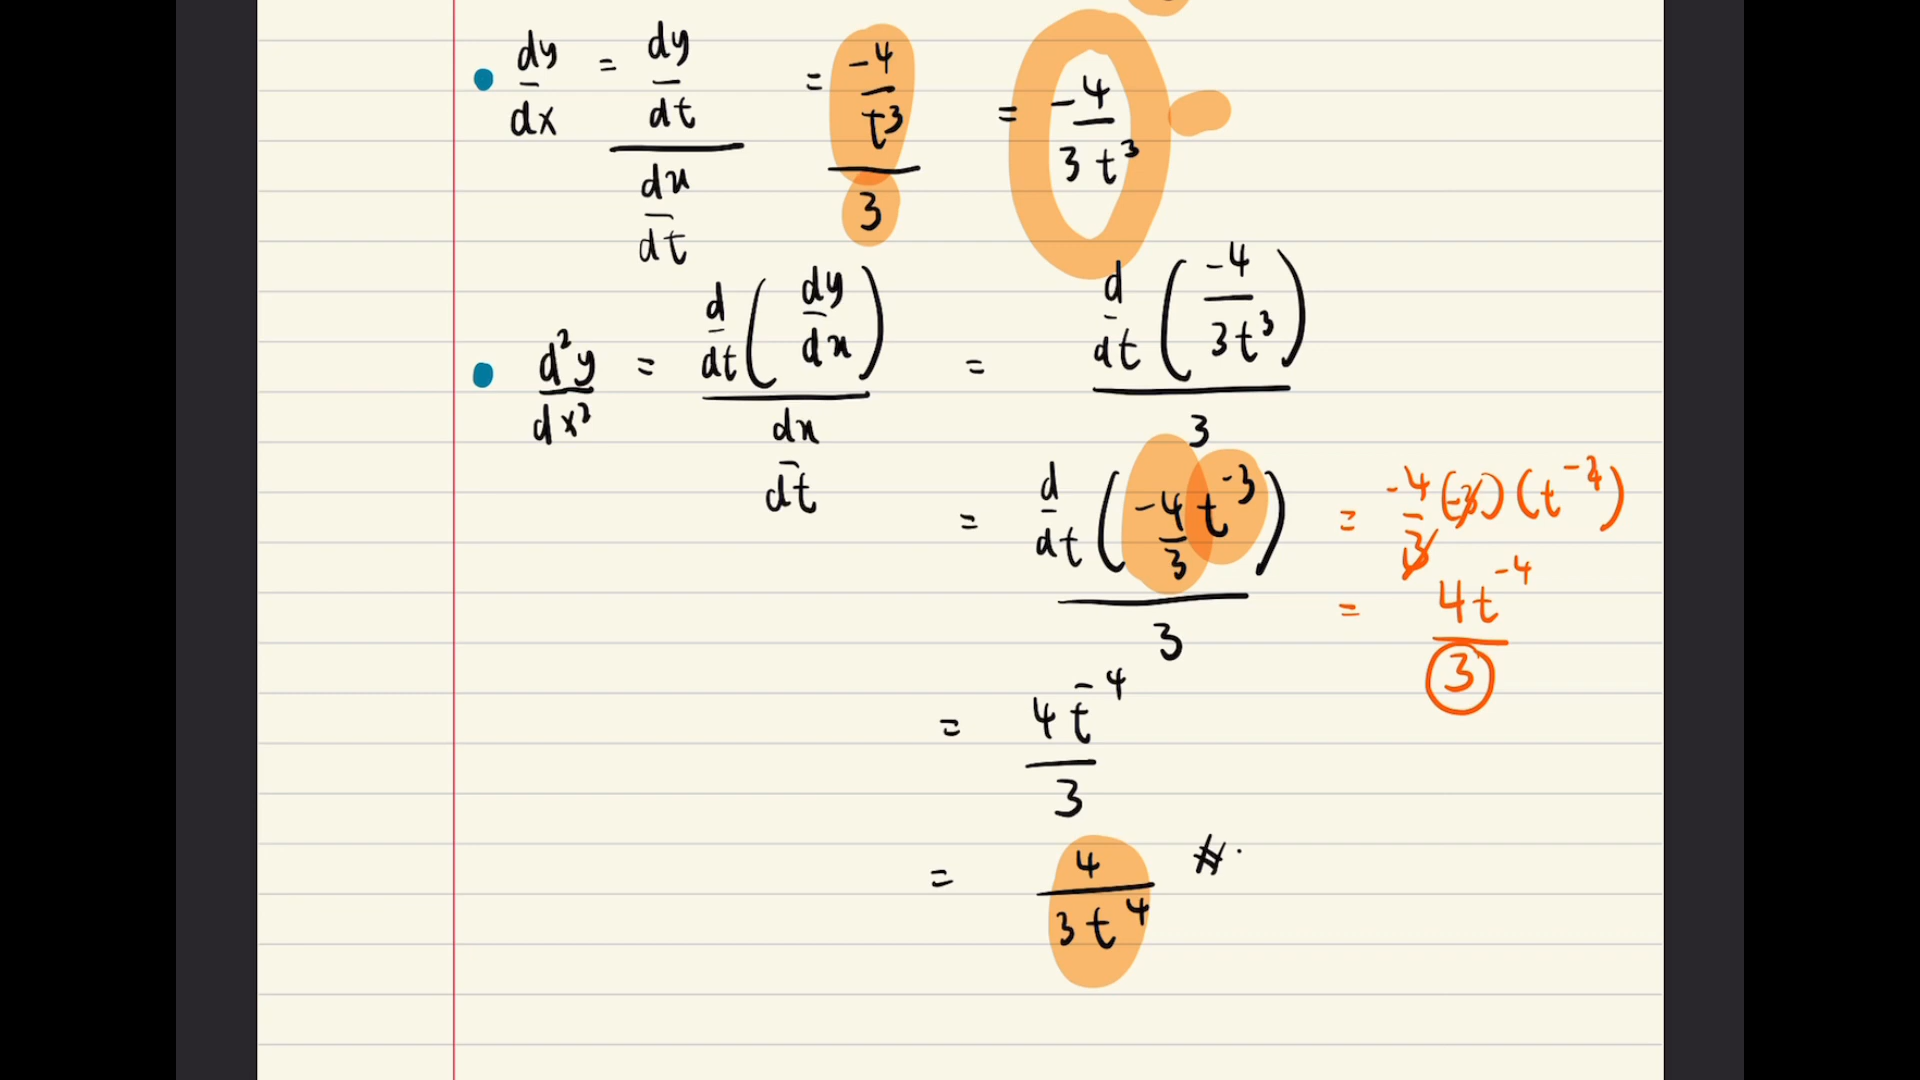 dy/dx = (dy/dt)/(dx/dt) = (-4/t³)/3 = -4/3t³
d²y/dx² = (d/dt(dy/dx))/(dx/dt) = (d/dt(-4/3t³))/3
= (d/dt(-4/3 t⁻³))/3 = -4/3(-3)(t⁻⁴)
= 4t⁻⁴/3
= 4t⁻⁴/3
= 4/3t⁴ #.